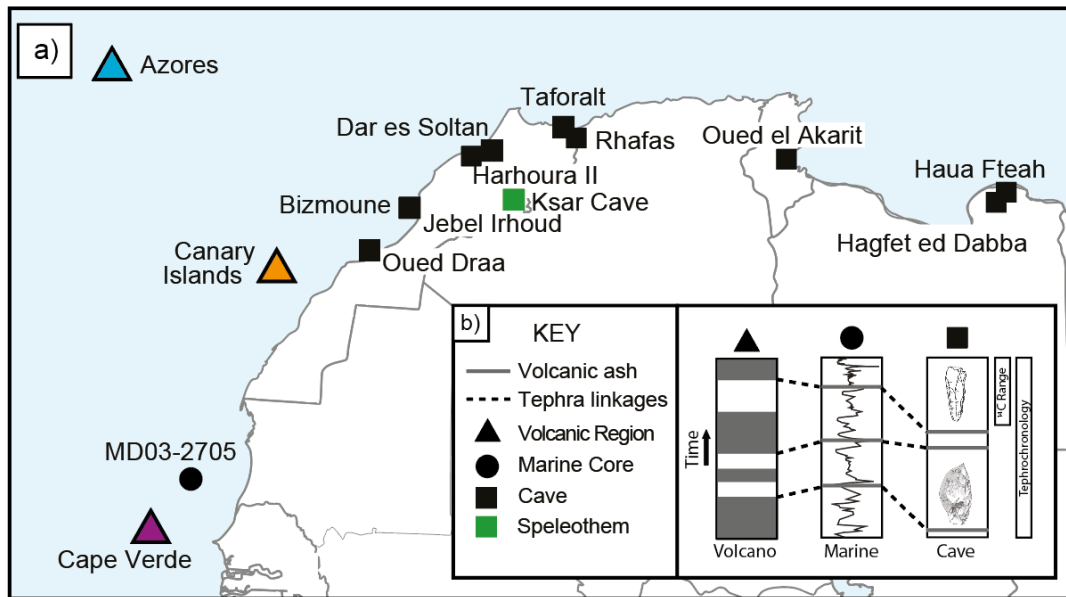 a)
Azores
Taforalt
Dar es Soltan
Rhafas
Oued el Akarit
Harhoura II
Haua Fteah
Bizmoune
Ksar Cave
Jebel Irhoud
Hagfet ed Dabba
Canary
Islands
Oued Draa
MD03-2705
Cape Verde
b)
KEY
Volcanic ash
Tephra linkages
Volcanic Region
Marine Core
Cave
Speleothem
Time
Volcano
Marine
Cave
¹⁴C Range
Tephrochronology